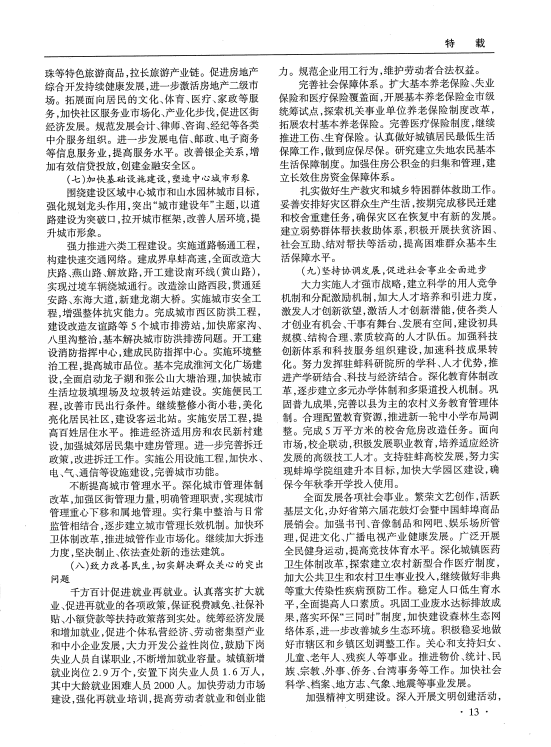 特 载
珠等特色旅游商品,拉长旅游产业链。促进房地产
综合开发持续健康发展,进一步激活房地产二级市
场。拓展面向居民的文化、体育、医疗、家政等服
务,加快社区服务业市场化、产业化步伐,促进街区
经济发展。规范发展会计、律师、咨询、经纪等各类
中介服务组织。进一步发展电信、邮政、电子商务
等信息服务业,提高服务水平。改善银企关系,增
加有效信贷投放,创建金融安全区。
(七)加快基础设施建设,塑造中心城市形象
围绕建设区域中心城市和山水园林城市目标,
强化规划龙头作用,突出“城市建设年”主题,以道
路建设为突破口,拉开城市框架,改善人居环境,提
升城市形象。
强力推进六类工程建设。实施道路畅通工程,
构建快速交通网络。建成界阜蚌高速,全面改造大
庆路、燕山路、解放路,开工建设南环线(黄山路),
实现过境车辆绕城通行。改造涂山路西段,贯通延
安路、东海大道,新建龙湖大桥。实施城市安全工
程,增强整体抗灾能力。完成城市西区防洪工程,
建设改造友谊路等 5 个城市排涝站,加快席家沟、
八里沟整治,基本解决城市防洪排涝问题。开工建
设消防指挥中心,建成民防指挥中心。实施环境整
治工程,提高城市品位。基本完成淮河文化广场建
设,全面启动龙子湖和张公山大塘治理,加快城市
生活垃圾填埋场及垃圾转运站建设。实施便民工
程,改善市民出行条件。继续整修小街小巷,美化
亮化居民社区,建设客运北站。实施安居工程,提
高百姓居住水平。推进经济适用房和农民新村建
设,加强城郊居民集中建房管理。进一步完善拆迁
政策,改进拆迁工作。实施公用设施工程,加快水、
电、气、通信等设施建设,完善城市功能。
不断提高城市管理水平。深化城市管理体制
改革,加强区街管理力量,明确管理职责,实现城市
管理重心下移和属地管理。实行集中整治与日常
监管相结合,逐步建立城市管理长效机制。加快环
卫体制改革,推进城管作业市场化。继续加大拆违
力度,坚决制止、依法查处新的违法建筑。
(八)致力改善民生,切实解决群众关心的突出
问题
千方百计促进就业再就业。认真落实扩大就
业、促进再就业的各项政策,保证税费减免、社保补
贴、小额贷款等扶持政策落到实处。统筹经济发展
和增加就业,促进个体私营经济、劳动密集型产业
和中小企业发展,大力开发公益性岗位,鼓励下岗
失业人员自谋职业,不断增加就业容量。城镇新增
就业岗位 2.9 万个,安置下岗失业人员 1.6 万人,
其中大龄就业困难人员 2000 人。加快劳动力市场
建设,强化再就业培训,提高劳动者就业和创业能
力。规范企业用工行为,维护劳动者合法权益。
完善社会保障体系。扩大基本养老保险、失业
保险和医疗保险覆盖面,开展基本养老保险金市级
统筹试点,探索机关事业单位养老保险制度改革,
拓展农村基本养老保险。完善医疗保险制度,继续
推进工伤、生育保险。认真做好城镇居民最低生活
保障工作,做到应保尽保。研究建立失地农民基本
生活保障制度。加强住房公积金的归集和管理,建
立长效住房资金保障体系。
扎实做好生产救灾和城乡特困群体救助工作。
妥善安排好灾区群众生产生活,按期完成移民迁建
和校舍重建任务,确保灾区在恢复中有新的发展。
建立弱势群体帮扶救助体系,积极开展扶贫济困、
社会互助、结对帮扶等活动,提高困难群众基本生
活保障水平。
(九)坚持协调发展,促进社会事业全面进步
大力实施人才强市战略,建立科学的用人竞争
机制和分配激励机制,加大人才培养和引进力度,
激发人才创新欲望,激活人才创新潜能,使各类人
才创业有机会、干事有舞台、发展有空间,建设初具
规模、结构合理、素质较高的人才队伍。加强科技
创新体系和科技服务组织建设,加速科技成果转
化。努力发挥驻蚌科研院所的学科、人才优势,推
进产学研结合、科技与经济结合。深化教育体制改
革,逐步建立多元办学体制和多渠道投入机制。巩
固普九成果,完善以县为主的农村义务教育管理体
制。合理配置教育资源,推进新一轮中小学布局调
整。完成 5 万平方米的校舍危房改造任务。面向
市场,校企联动,积极发展职业教育,培养适应经济
发展的高级技工人才。支持驻蚌高校发展,努力实
现蚌埠学院组建升本目标,加快大学园区建设,确
保今年秋季开学投入使用。
全面发展各项社会事业。繁荣文艺创作,活跃
基层文化,办好省第六届花鼓灯会暨中国蚌埠商品
展销会。加强书刊、音像制品和网吧、娱乐场所管
理,促进文化、广播电视产业健康发展。广泛开展
全民健身运动,提高竞技体育水平。深化城镇医药
卫生体制改革,探索建立农村新型合作医疗制度,
加大公共卫生和农村卫生事业投入,继续做好非典
等重大传染性疾病预防工作。稳定人口低生育水
平,全面提高人口素质。巩固工业废水达标排放成
果,落实环保“三同时”制度,加快建设森林生态网
络体系,进一步改善城乡生态环境。积极稳妥地做
好市辖区和乡镇区划调整工作。关心和支持妇女、
儿童、老年人、残疾人等事业。推进物价、统计、民
族、宗教、外事、侨务、台湾事务等工作。加快社会
科学、档案、地方志、气象、地震等事业发展。
加强精神文明建设。深入开展文明创建活动,
· 13 ·